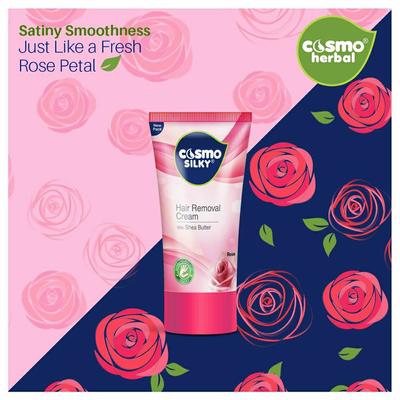 Satiny Smoothness
Just Like a Fresh
Rose Petal
cosmo®
herbal
New
Pack
cosmo
SILKY®
Hair Removal
Cream
With Shea Butter
Rose